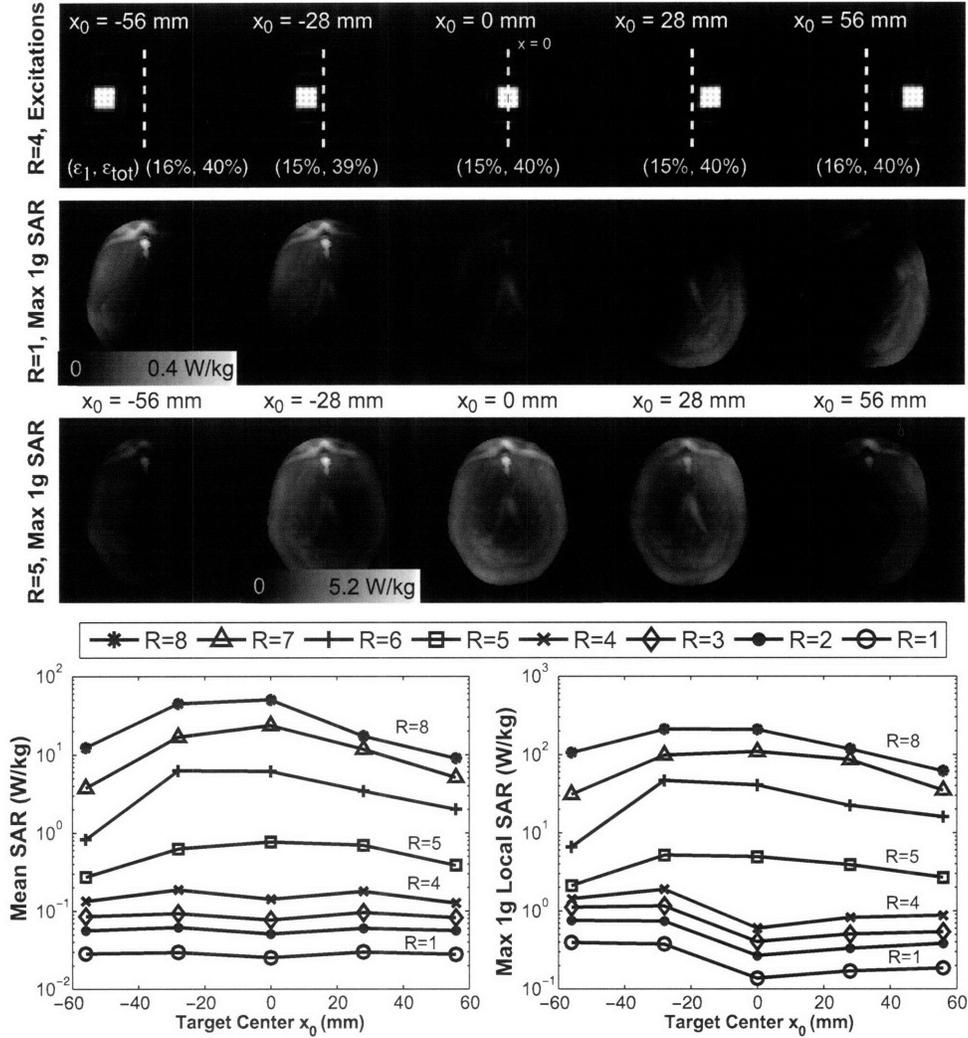 R=4, Excitations
x0 = -56 mm
x0 = -28 mm
x0 = 0 mm
x0 = 28 mm
x0 = 56 mm
x = 0
(ε1, εtot) (16%, 40%)
(15%, 39%)
(15%, 40%)
(15%, 40%)
(16%, 40%)
R=1, Max 1g SAR
0
0.4 W/kg
x0 = -56 mm
x0 = -28 mm
x0 = 0 mm
x0 = 28 mm
x0 = 56 mm
R=5, Max 1g SAR
0
5.2 W/kg
R=8
R=7
R=6
R=5
R=4
R=3
R=2
R=1
Mean SAR (W/kg)
10^2
10^1
10^0
10^-1
10^-2
R=8
R=5
R=4
R=1
−60 −40 −20 0 20 40 60
Target Center x0 (mm)
Max 1g Local SAR (W/kg)
10^3
10^2
10^1
10^0
10^-1
R=8
R=5
R=4
R=1
−60 −40 −20 0 20 40 60
Target Center x0 (mm)